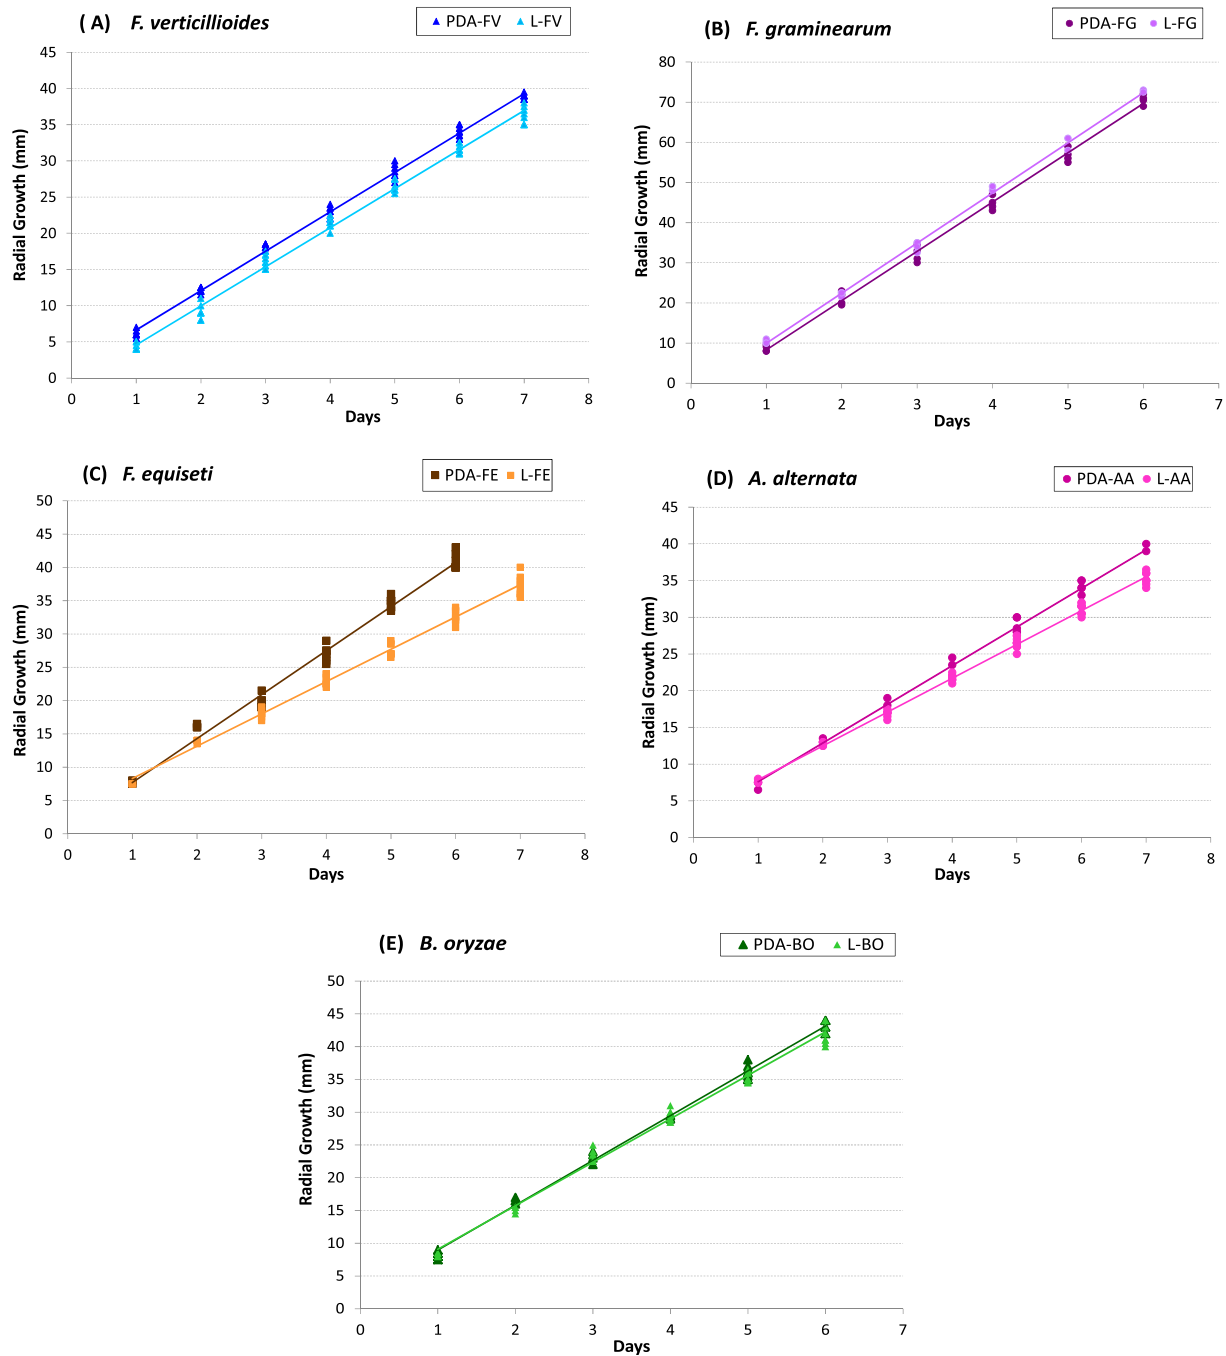 ( A) F. verticillioides
PDA-FV L-FV
Radial Growth (mm)
45
40
35
30
25
20
15
10
5
0
0 1 2 3 4 5 6 7 8
Days
(B) F. graminearum
PDA-FG L-FG
Radial Growth (mm)
80
70
60
50
40
30
20
10
0
0 1 2 3 4 5 6 7
Days
(C) F. equiseti
PDA-FE L-FE
Radial Growth (mm)
50
45
40
35
30
25
20
15
10
5
0
0 1 2 3 4 5 6 7 8
Days
(D) A. alternata
PDA-AA L-AA
Radial Growth (mm)
45
40
35
30
25
20
15
10
5
0
0 1 2 3 4 5 6 7 8
Days
(E) B. oryzae
PDA-BO L-BO
Radial Growth (mm)
50
45
40
35
30
25
20
15
10
5
0
0 1 2 3 4 5 6 7
Days